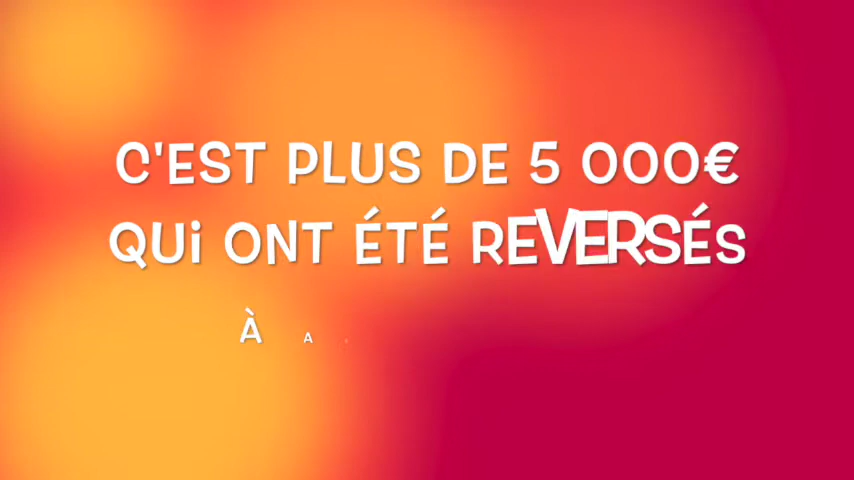 C'EST PLUS DE 5 000€
QUi ONT ÉTÉ REVERSÉS
À A